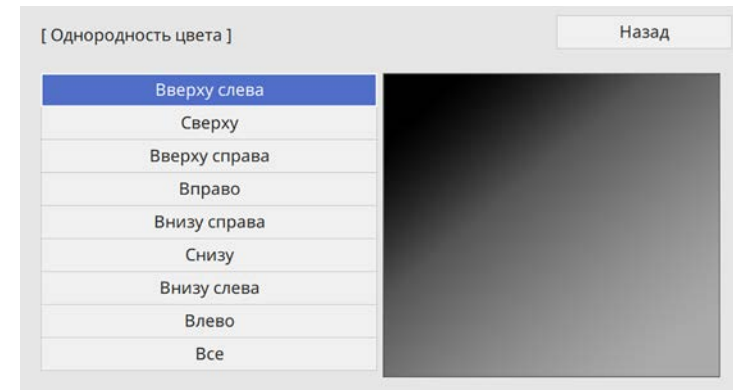 [ Однородность цвета ]
Назад
Вверху слева
Сверху
Вверху справа
Вправо
Внизу справа
Снизу
Внизу слева
Влево
Все